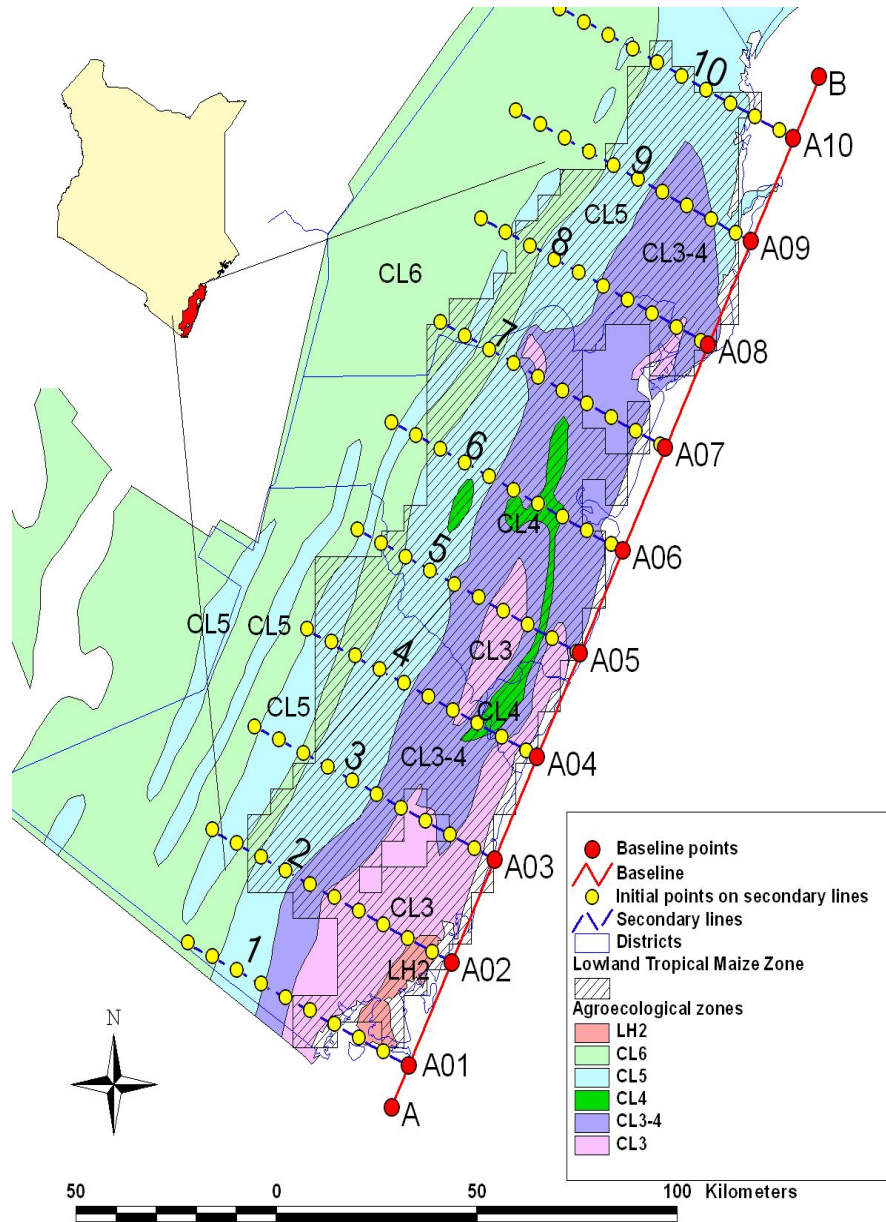 10
B
A10
9
CL5
A09
8
CL3-4
CL6
7
A08
6
A07
CL4
5
A06
CL5
CL5
CL3
A05
4
CL5
CL4
3
CL3-4
A04
2
A03
CL3
1
LH2
A02
A01
A
N
Baseline points
Baseline
Initial points on secondary lines
Secondary lines
Districts
Lowland Tropical Maize Zone
Agroecological zones
LH2
CL6
CL5
CL4
CL3-4
CL3
50 0 50 100 Kilometers